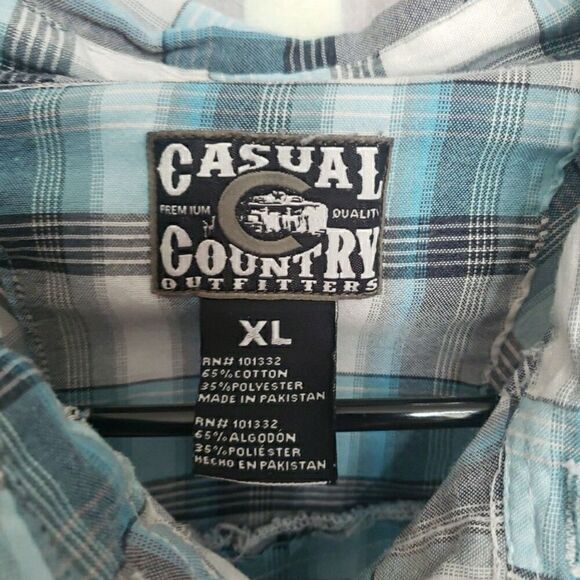 CASUAL
PREMIUM QUALITY
COUNTRY
OUTFITTERS
XL
RN# 101332
65% COTTON
35% POLYESTER
MADE IN PAKISTAN
RN# 101332
65% ALGODÓN
35% POLIÉSTER
HECHO EN PAKISTAN